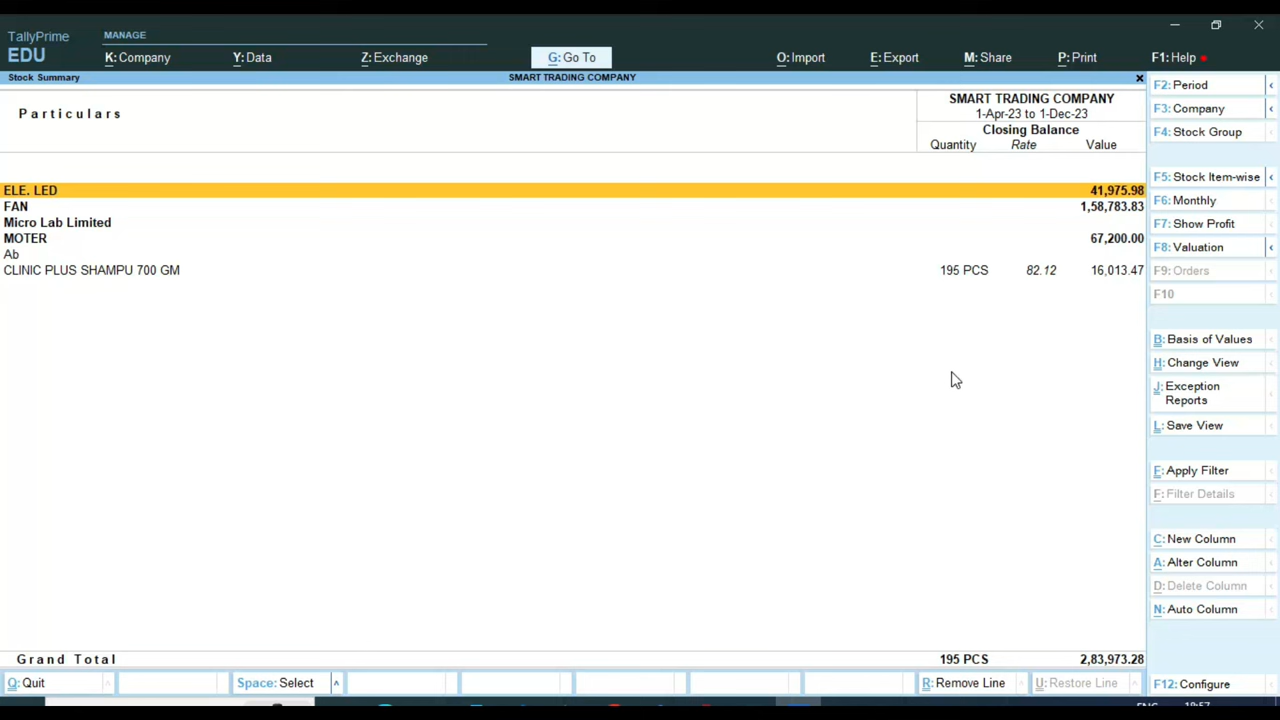 TallyPrime
EDU
MANAGE
K: Company
Y: Data
Z: Exchange
G: Go To
O: Import
E: Export
M: Share
P: Print
F1: Help
Stock Summary
SMART TRADING COMPANY
Particulars
SMART TRADING COMPANY
1-Apr-23 to 1-Dec-23
Closing Balance
Quantity Rate Value
ELE. LED 41,975.98
FAN 1,58,783.83
Micro Lab Limited
MOTER 67,200.00
Ab
CLINIC PLUS SHAMPU 700 GM 195 PCS 82.12 16,013.47
Grand Total 195 PCS 2,83,973.28
Q: Quit
Space: Select
R: Remove Line
U: Restore Line
F2: Period
F3: Company
F4: Stock Group
F5: Stock Item-wise
F6: Monthly
F7: Show Profit
F8: Valuation
F9: Orders
F10
B: Basis of Values
H: Change View
J: Exception
Reports
L: Save View
F: Apply Filter
F: Filter Details
C: New Column
A: Alter Column
D: Delete Column
N: Auto Column
F12: Configure